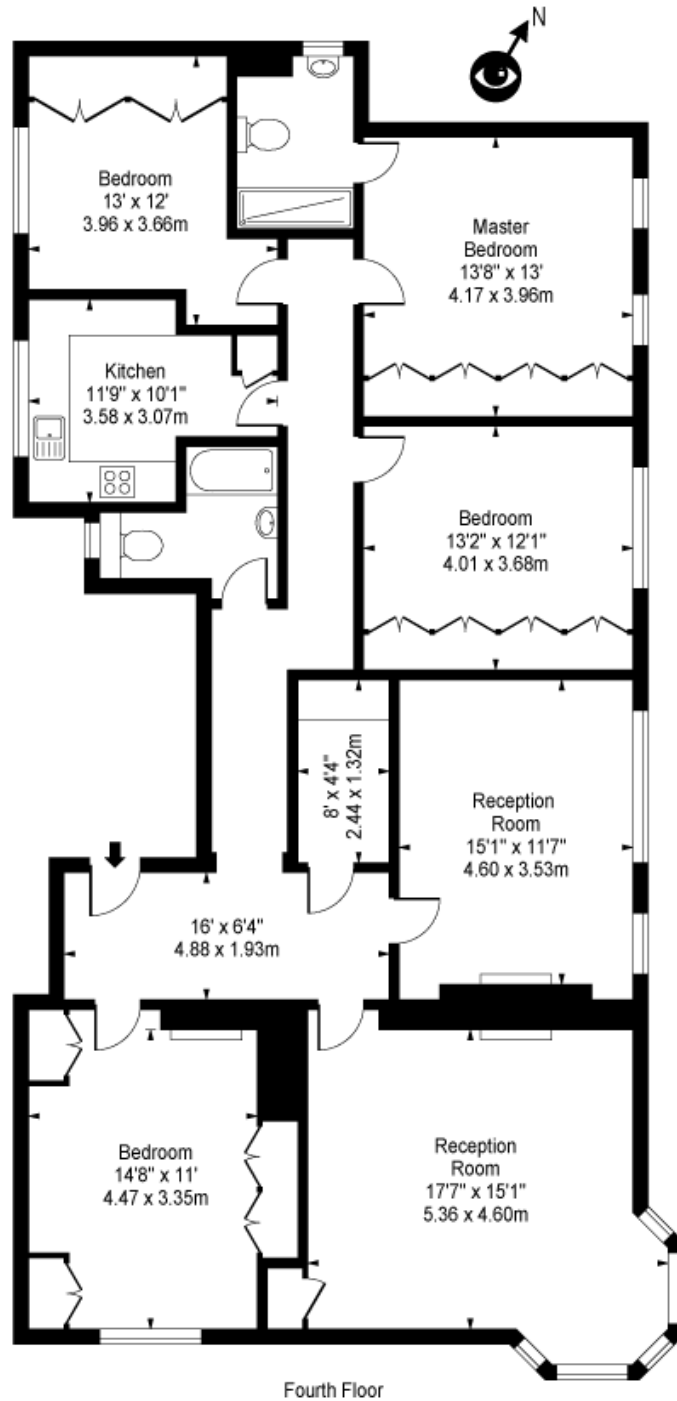 N
Bedroom
13' x 12'
3.96 x 3.66m
Master
Bedroom
13'8" x 13'
4.17 x 3.96m
Kitchen
11'9" x 10'1"
3.58 x 3.07m
Bedroom
13'2" x 12'1"
4.01 x 3.68m
8' x 4'4"
2.44 x 1.32m
Reception
Room
15'1" x 11'7"
4.60 x 3.53m
16' x 6'4"
4.88 x 1.93m
Bedroom
14'8" x 11'
4.47 x 3.35m
Reception
Room
17'7" x 15'1"
5.36 x 4.60m
Fourth Floor